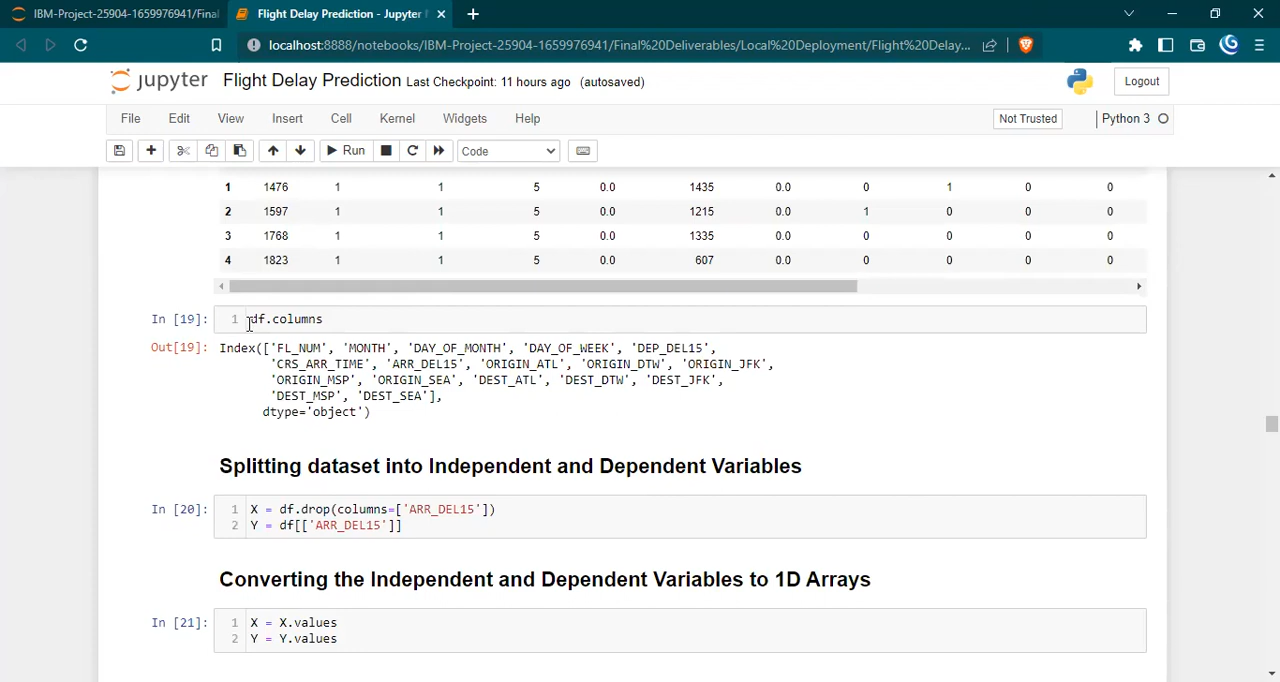 IBM-Project-25904-1659976941/Final
Flight Delay Prediction - Jupyter
localhost:8888/notebooks/IBM-Project-25904-1659976941/Final%20Deliverables/Local%20Deployment/Flight%20Delay...
jupyter Flight Delay Prediction Last Checkpoint: 11 hours ago (autosaved) Logout
File Edit View Insert Cell Kernel Widgets Help Not Trusted Python 3
Run Code
1 1476 1 1 5 0.0 1435 0.0 0 1 0 0
2 1597 1 1 5 0.0 1215 0.0 1 0 0 0
3 1768 1 1 5 0.0 1335 0.0 0 0 0 0
4 1823 1 1 5 0.0 607 0.0 0 0 0 0
In [19]: 1 df.columns
Out[19]: Index(['FL_NUM', 'MONTH', 'DAY_OF_MONTH', 'DAY_OF_WEEK', 'DEP_DEL15',
'CRS_ARR_TIME', 'ARR_DEL15', 'ORIGIN_ATL', 'ORIGIN_DTW', 'ORIGIN_JFK',
'ORIGIN_MSP', 'ORIGIN_SEA', 'DEST_ATL', 'DEST_DTW', 'DEST_JFK',
'DEST_MSP', 'DEST_SEA'],
dtype='object')
Splitting dataset into Independent and Dependent Variables
In [20]: 1 X = df.drop(columns=['ARR_DEL15'])
2 Y = df[['ARR_DEL15']]
Converting the Independent and Dependent Variables to 1D Arrays
In [21]: 1 X = X.values
2 Y = Y.values